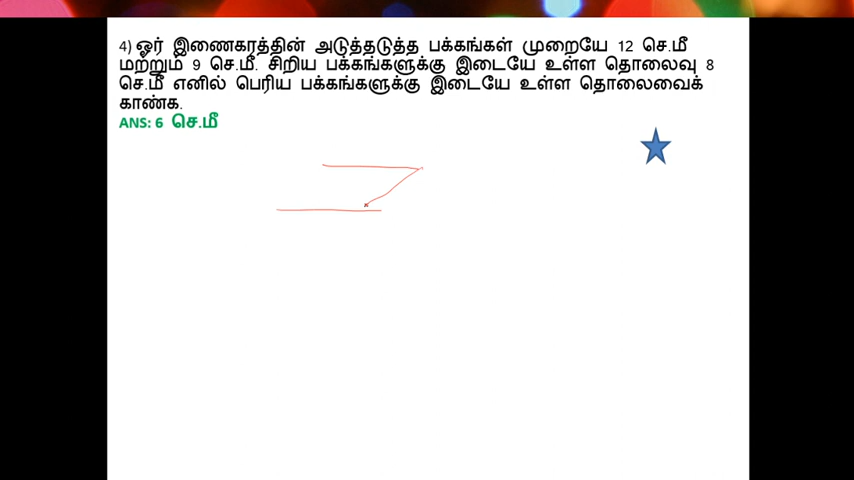 4) ஓர் இணைகரத்தின் அடுத்தடுத்த பக்கங்கள் முறையே 12 செ.மீ
மற்றும் 9 செ.மீ. சிறிய பக்கங்களுக்கு இடையே உள்ள தொலைவு 8
செ.மீ எனில் பெரிய பக்கங்களுக்கு இடையே உள்ள தொலைவைக்
காண்க.
ANS: 6 செ.மீ